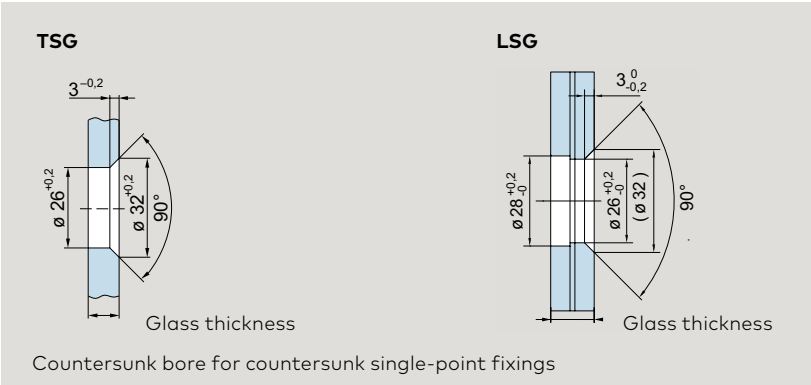 TSG
LSG
3 -0,2
3 0 -0,2
ø 26 +0,2
ø 32 +0,2
90°
ø 28 +0,2 -0
ø 26 +0,2 -0
( ø 32 )
90°
Glass thickness
Glass thickness
Countersunk bore for countersunk single-point fixings